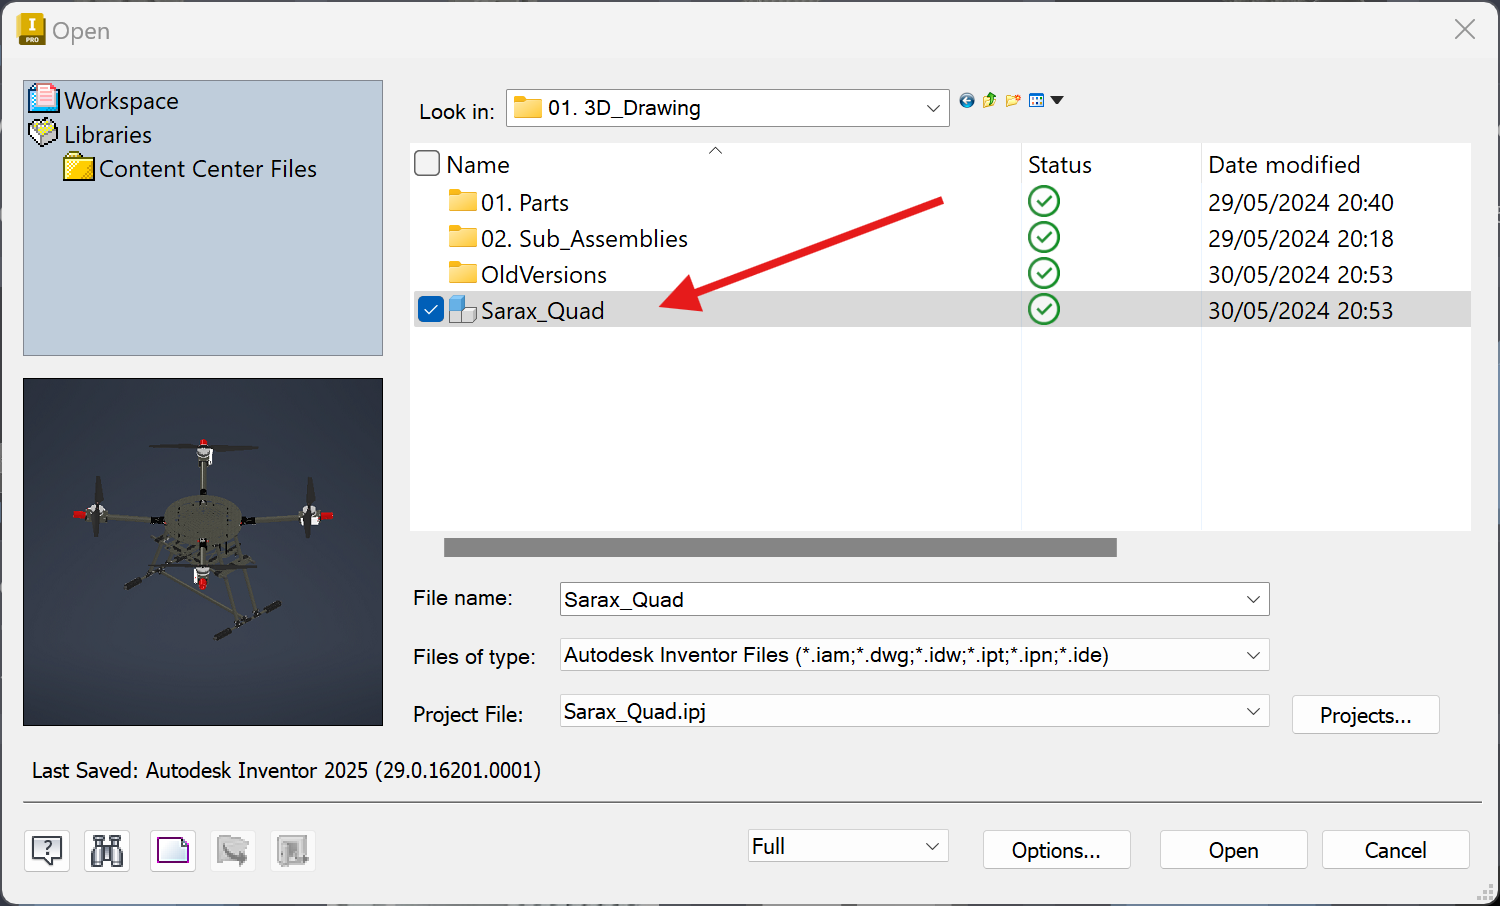 I
PRO
Open
Workspace
Libraries
Content Center Files
Look in: 01. 3D_Drawing
Name Status Date modified
01. Parts 29/05/2024 20:40
02. Sub_Assemblies 29/05/2024 20:18
OldVersions 30/05/2024 20:53
Sarax_Quad 30/05/2024 20:53
File name: Sarax_Quad
Files of type: Autodesk Inventor Files (*.iam;*.dwg;*.idw;*.ipt;*.ipn;*.ide)
Project File: Sarax_Quad.ipj Projects...
Last Saved: Autodesk Inventor 2025 (29.0.16201.0001)
? Full Options... Open Cancel